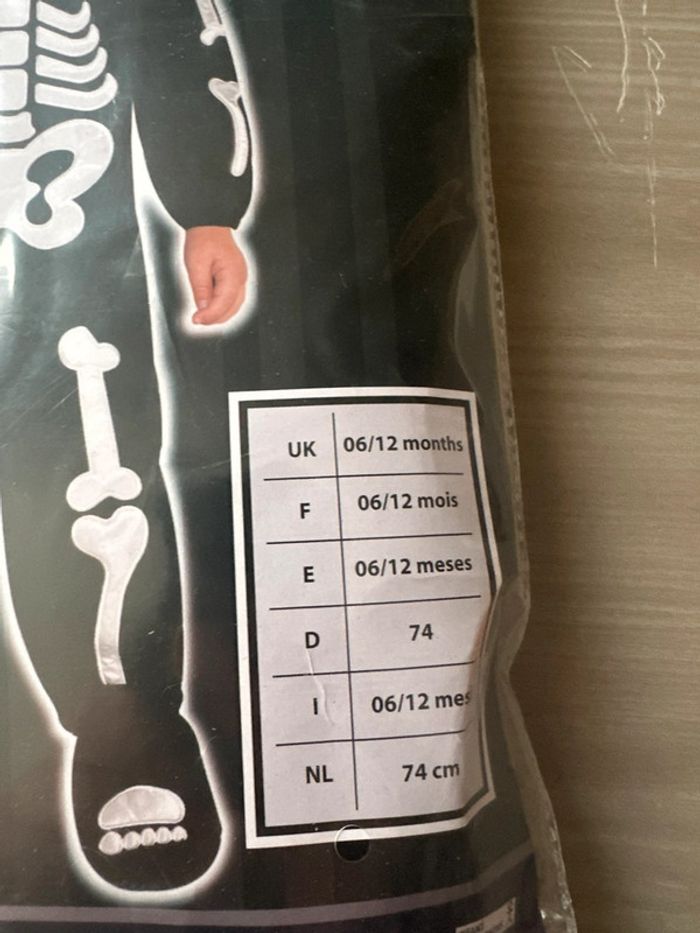 UK 06/12 months
F 06/12 mois
E 06/12 meses
D 74
I 06/12 mes
NL 74 cm